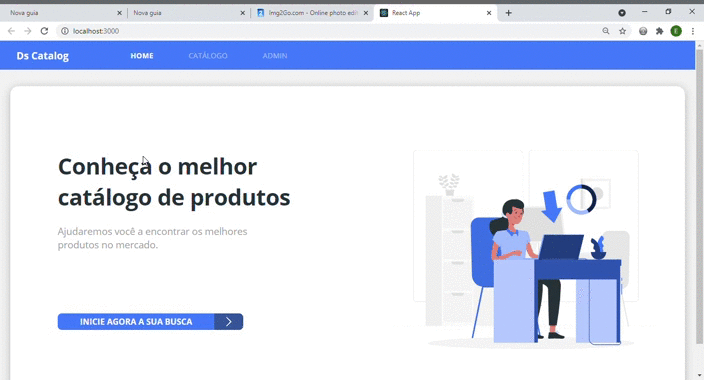 Nova guia
Nova guia
Img2Go.com - Online photo edit
React App
localhost:3000
E
Ds Catalog
HOME
CATÁLOGO
ADMIN
Conheça o melhor
catálogo de produtos
Ajudaremos você a encontrar os melhores
produtos no mercado.
INICIE AGORA A SUA BUSCA